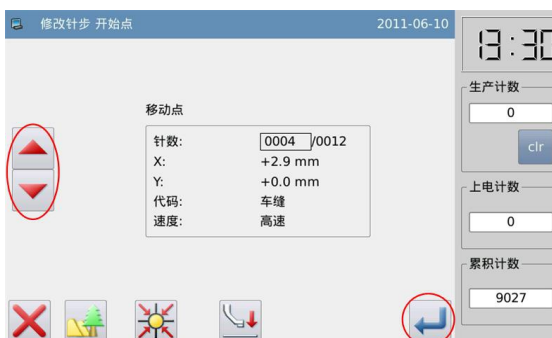 修改针步 开始点 2011-06-10
13:30
移动点
针数: 0004 /0012
X: +2.9 mm
Y: +0.0 mm
代码: 车缝
速度: 高速
生产计数
0
clr
上电计数
0
累积计数
9027